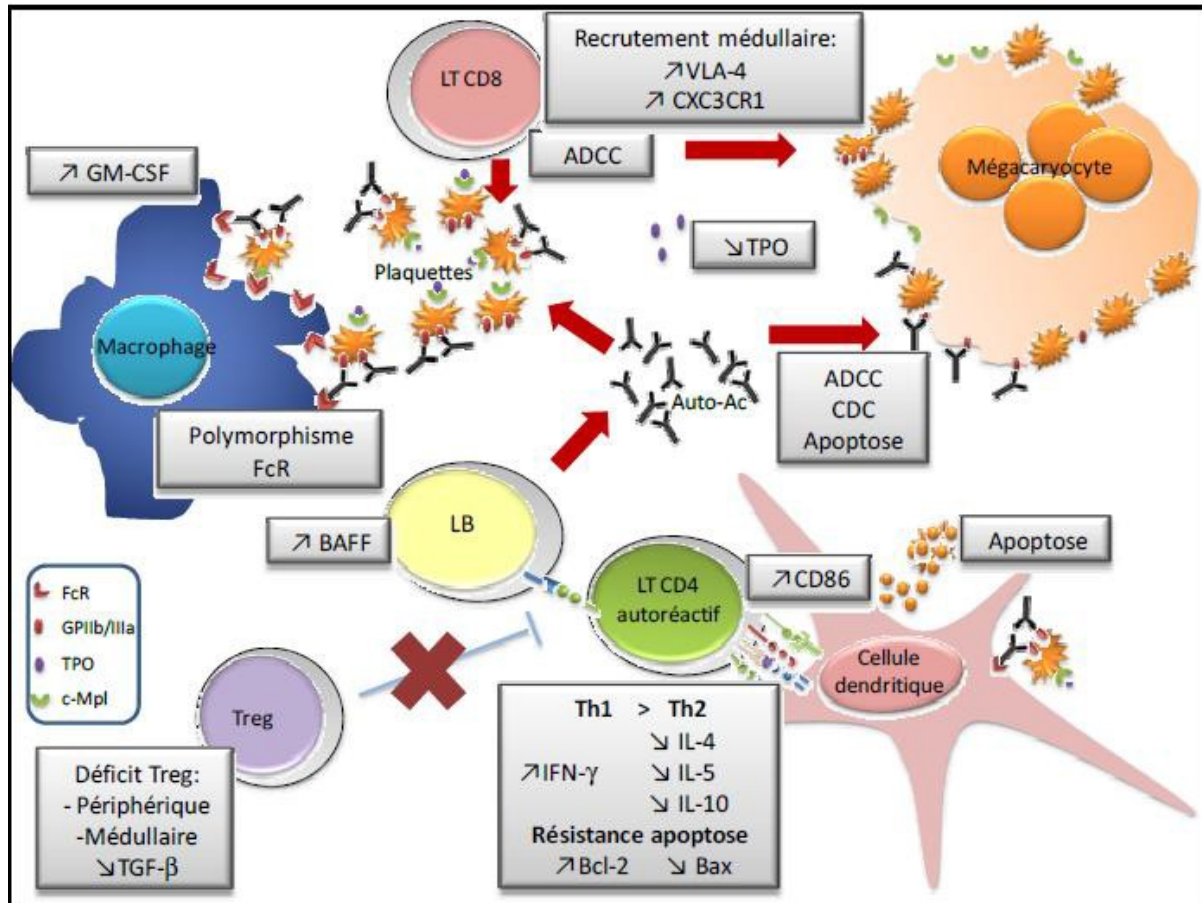 LT CD8
Recrutement médullaire:
↗VLA-4
↗ CXC3CR1
ADCC
↗ GM-CSF
Mégacaryocyte
Plaquettes
↘TPO
Macrophage
Auto-Ac
ADCC
CDC
Apoptose
Polymorphisme
FcR
↗ BAFF
LB
Apoptose
LT CD4
autoréactif
↗CD86
FcR
GPIIb/IIIa
TPO
c-Mpl
Cellule
dendritique
Treg
Th1 > Th2
↘ IL-4
↗IFN-γ ↘ IL-5
↘ IL-10
Résistance apoptose
↗Bcl-2 ↘ Bax
Déficit Treg:
- Périphérique
-Médullaire
↘TGF-β